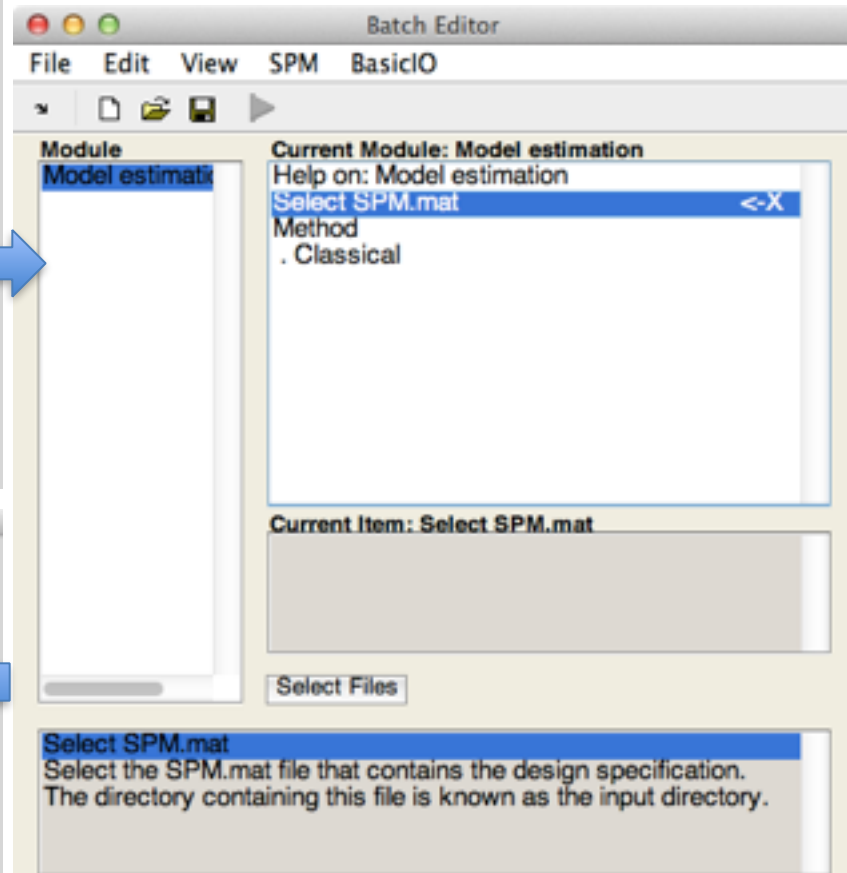 Batch Editor
File Edit View SPM BasicIO
Module
Model estimatic
Current Module: Model estimation
Help on: Model estimation
Select SPM.mat <-X
Method
. Classical
Current Item: Select SPM.mat
Select Files
Select SPM.mat
Select the SPM.mat file that contains the design specification.
The directory containing this file is known as the input directory.